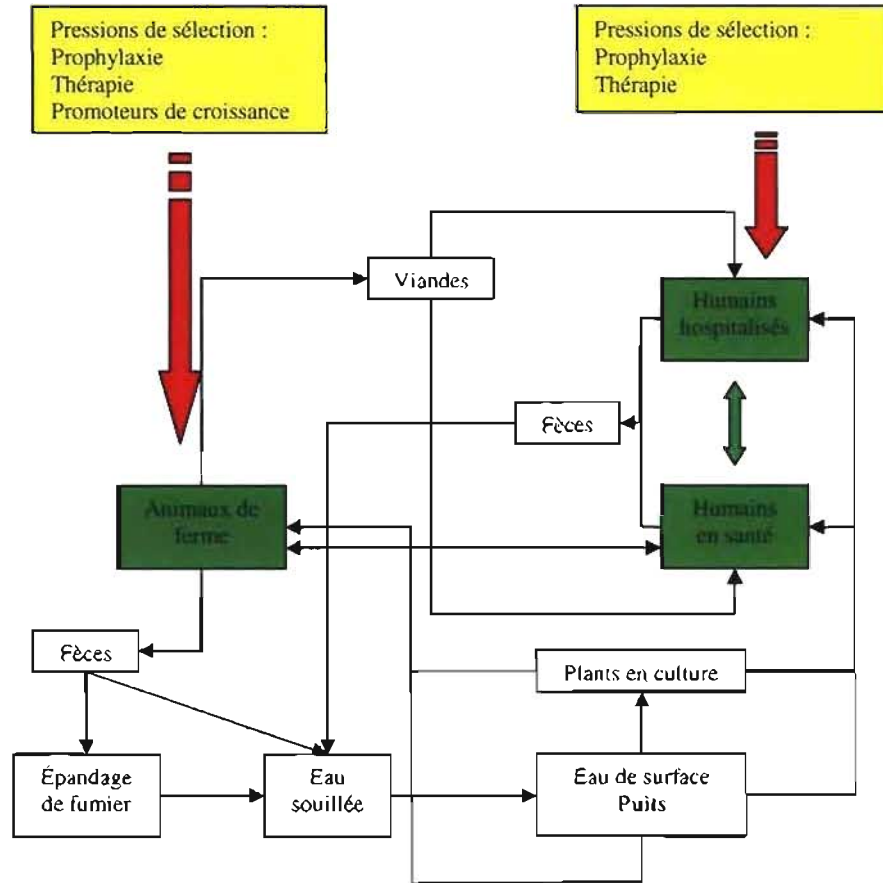 Pressions de sélection :
Prophylaxie
Thérapie
Promoteurs de croissance
Pressions de sélection :
Prophylaxie
Thérapie
Viandes
Humains
hospitalisés
Fèces
Animaux de
ferme
Humains
en santé
Fèces
Plants en culture
Épandage
de fumier
Eau
souillée
Eau de surface
Puits